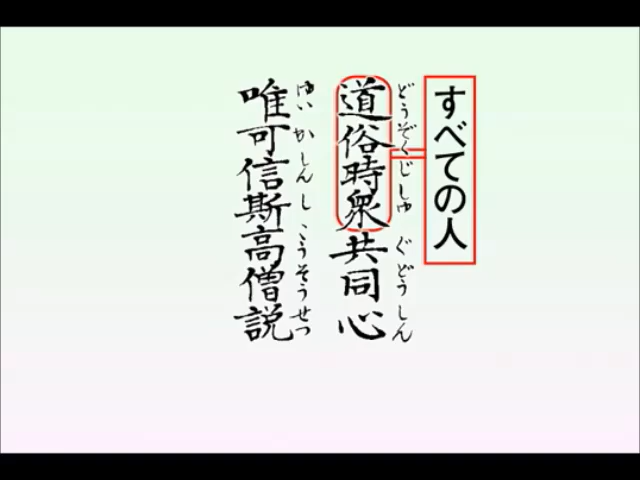 すべての人
どうぞくじしゅ ぐどうしん
道俗時衆共同心
ゆいかしんし こうそうせつ
唯可信斯高僧説